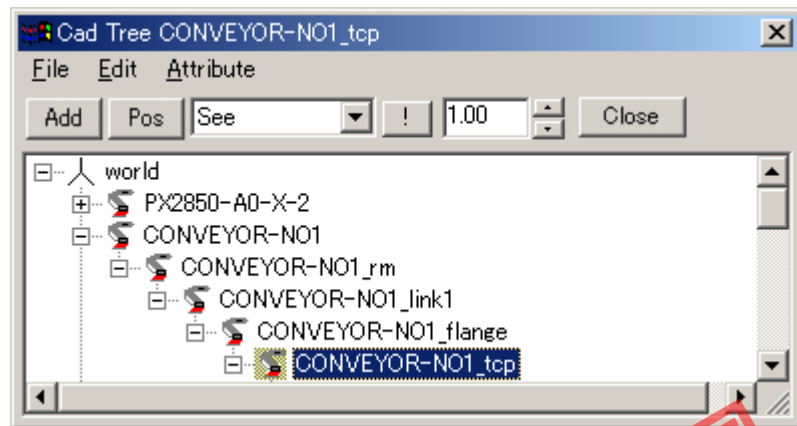 Cad Tree CONVEYOR-NO1_tcp
File Edit Attribute
Add Pos See ! 1.00 Close
world
PX2850-A0-X-2
CONVEYOR-NO1
CONVEYOR-NO1_rm
CONVEYOR-NO1_link1
CONVEYOR-NO1_flange
CONVEYOR-NO1_tcp